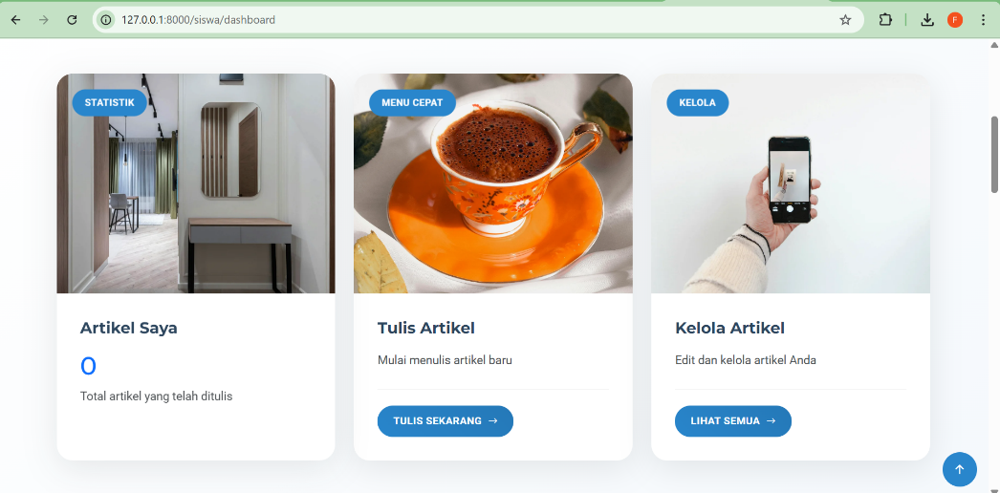 127.0.0.1:8000/siswa/dashboard
F
STATISTIK
Artikel Saya
0
Total artikel yang telah ditulis
MENU CEPAT
Tulis Artikel
Mulai menulis artikel baru
TULIS SEKARANG →
KELOLA
Kelola Artikel
Edit dan kelola artikel Anda
LIHAT SEMUA →